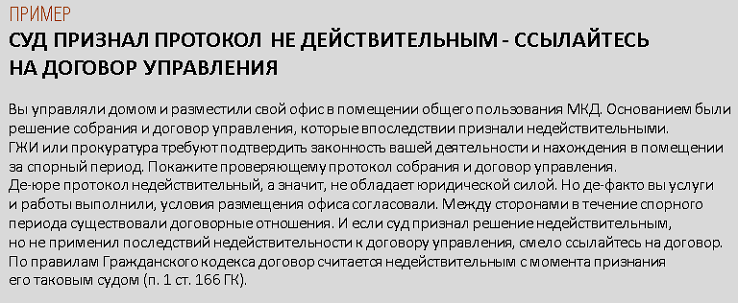 ПРИМЕР
СУД ПРИЗНАЛ ПРОТОКОЛ НЕ ДЕЙСТВИТЕЛЬНЫМ - ССЫЛАЙТЕСЬ
НА ДОГОВОР УПРАВЛЕНИЯ
Вы управляли домом и разместили свой офис в помещении общего пользования МКД. Основанием были
решение собрания и договор управления, которые впоследствии признали недействительными.
ГЖИ или прокуратура требуют подтвердить законность вашей деятельности и нахождения в помещении
за спорный период. Покажите проверяющему протокол собрания и договор управления.
Де-юре протокол недействительный, а значит, не обладает юридической силой. Но де-факто вы услуги
и работы выполнили, условия размещения офиса согласовали. Между сторонами в течение спорного
периода существовали договорные отношения. И если суд признал решение недействительным,
но не применил последствий недействительности к договору управления, смело ссылайтесь на договор.
По правилам Гражданского кодекса договор считается недействительным с момента признания
его таковым судом (п. 1 ст. 166 ГК).